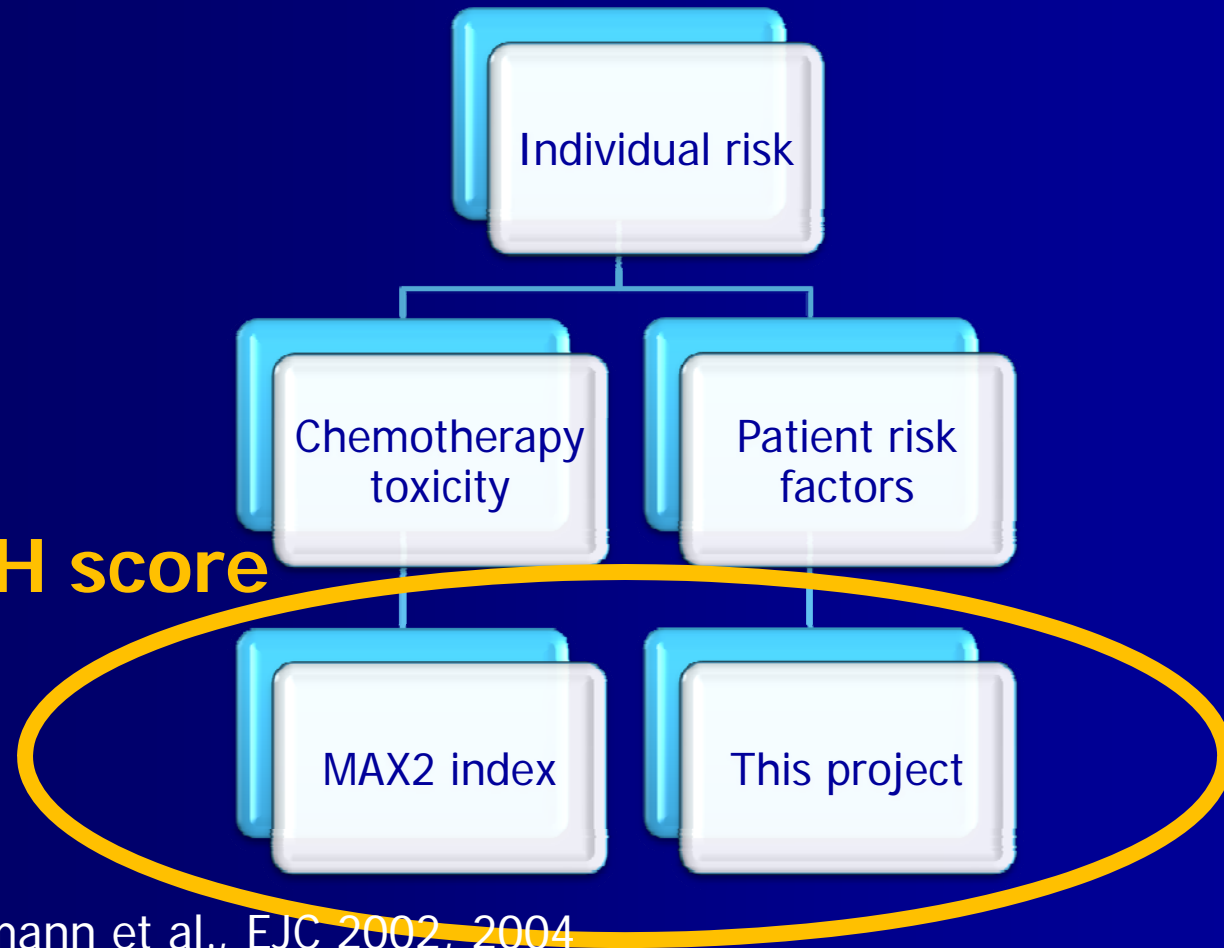 Individual risk
Chemotherapy
toxicity
Patient risk
factors
H score
MAX2 index
This project
mann et al., EJC 2002, 2004